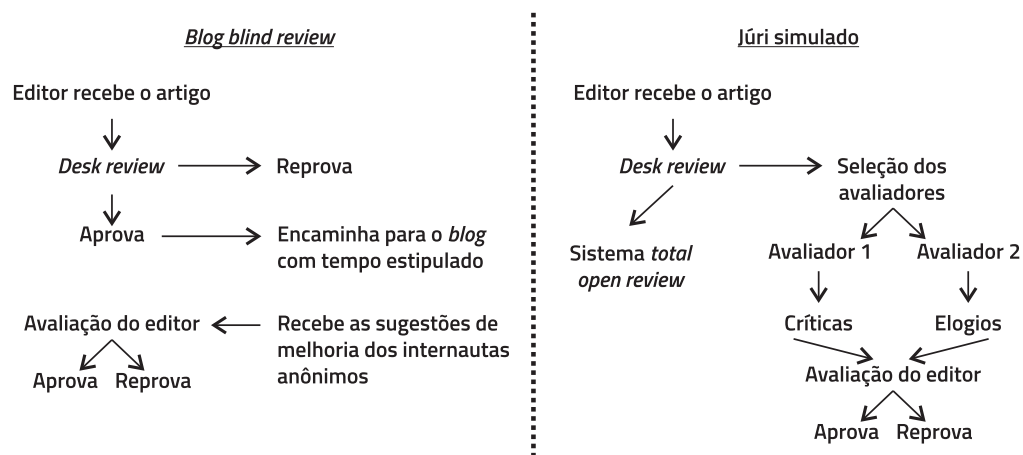 Blog blind review
Editor recebe o artigo
Desk review
Reprova
Aprova
Encaminha para o blog
com tempo estipulado
Avaliação do editor
Recebe as sugestões de
melhoria dos internautas
anônimos
Aprova
Reprova
Júri simulado
Editor recebe o artigo
Desk review
Seleção dos
avaliadores
Sistema total
open review
Avaliador 1
Avaliador 2
Críticas
Elogios
Avaliação do editor
Aprova
Reprova